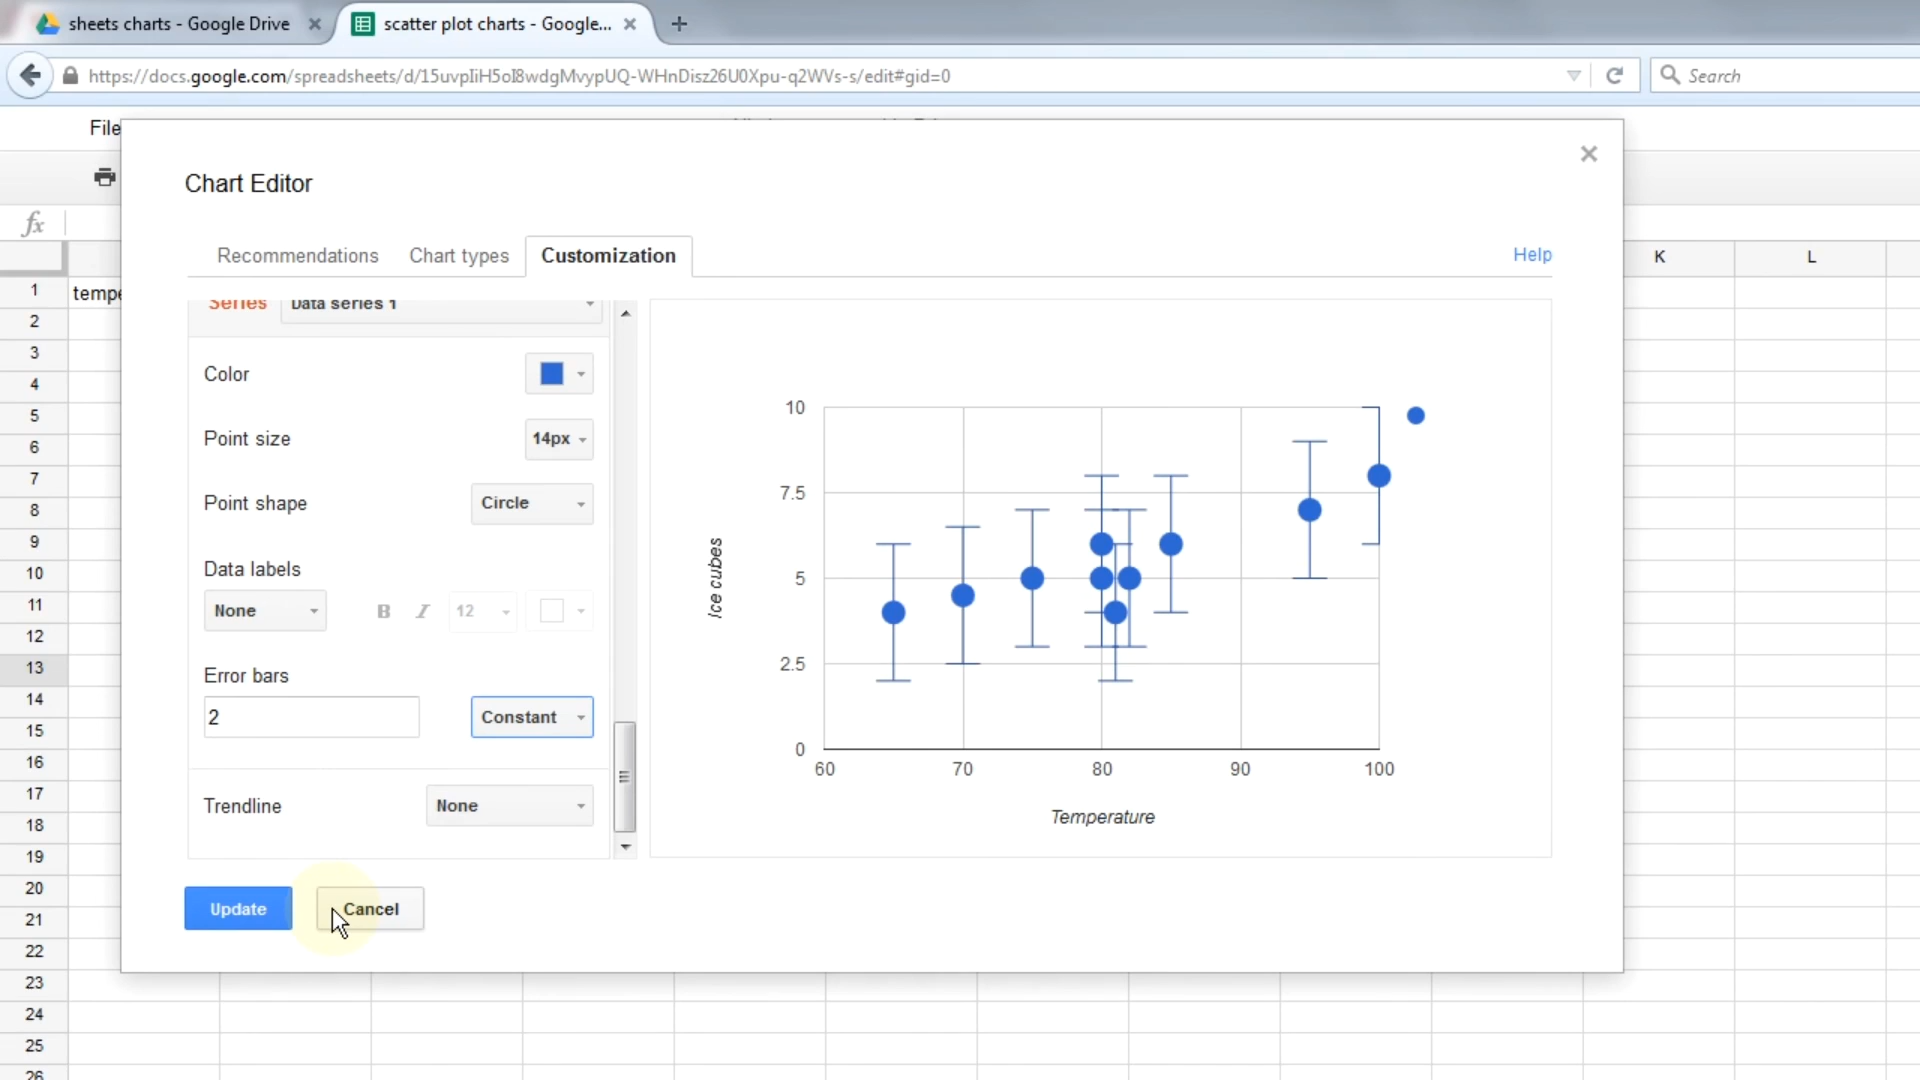 sheets charts - Google Drive
scatter plot charts - Google...
https://docs.google.com/spreadsheets/d/15uvpIiH5oI8wdgMvypUQ-WHnDisz26U0Xpu-q2WVs-s/edit#gid=0
Search
File
Chart Editor
Recommendations
Chart types
Customization
Help
K
L
fx
1
tempe
2
3
4
5
6
7
8
9
10
11
12
13
14
15
16
17
18
19
20
21
22
23
24
25
26
Series
Data series 1
Color
Point size
14px
Point shape
Circle
Data labels
None
B
I
12
Error bars
2
Constant
Trendline
None
Update
Cancel
10
7.5
5
2.5
0
Ice cubes
60
70
80
90
100
Temperature